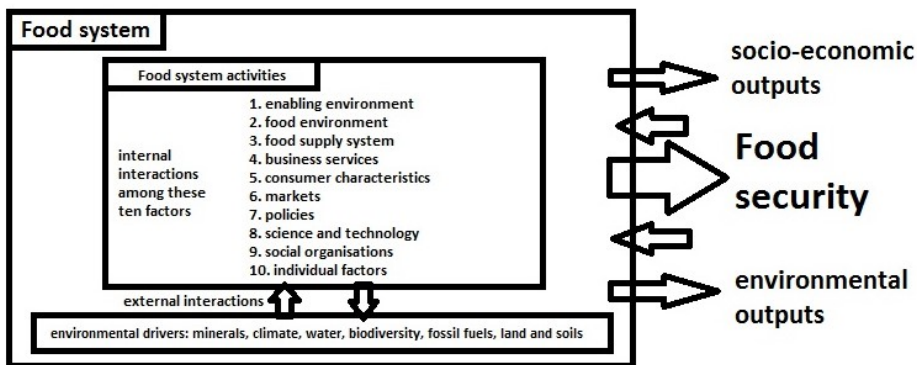 Food system
Food system activities
internal
interactions
among these
ten factors
1. enabling environment
2. food environment
3. food supply system
4. business services
5. consumer characteristics
6. markets
7. policies
8. science and technology
9. social organisations
10. individual factors
external interactions
environmental drivers: minerals, climate, water, biodiversity, fossil fuels, land and soils
socio-economic
outputs
Food
security
environmental
outputs